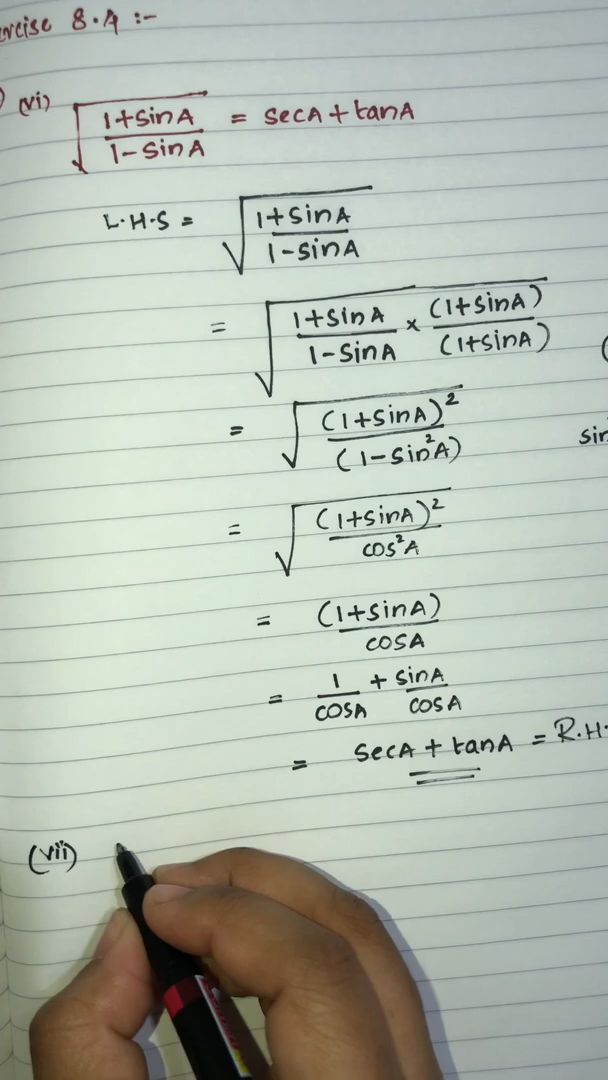 8.4 :-
(vi) √((1+sinA)/(1-sinA)) = secA + tanA
L.H.S = √((1+sinA)/(1-sinA))
= √((1+sinA)/(1-sinA) × (1+sinA)/(1+sinA))
= √((1+sinA)²/(1-sin²A))
= √((1+sinA)²/cos²A)
= (1+sinA)/cosA
= 1/cosA + sinA/cosA
= secA + tanA = R.H.
(vii)